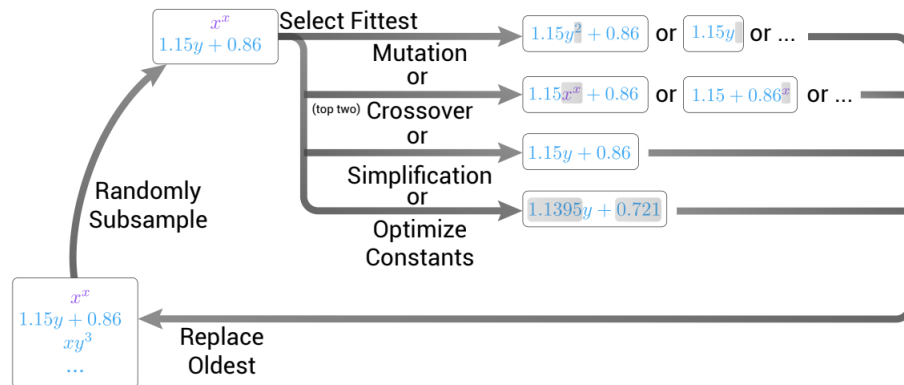 x^x
1.15y + 0.86
Select Fittest
Mutation
or
(top two) Crossover
or
Simplification
or
Optimize
Constants
1.15y^2 + 0.86 or 1.15y or ...
1.15x^x + 0.86 or 1.15 + 0.86^x or ...
1.15y + 0.86
1.1395y + 0.721
Randomly
Subsample
x^x
1.15y + 0.86
xy^3
...
Replace
Oldest